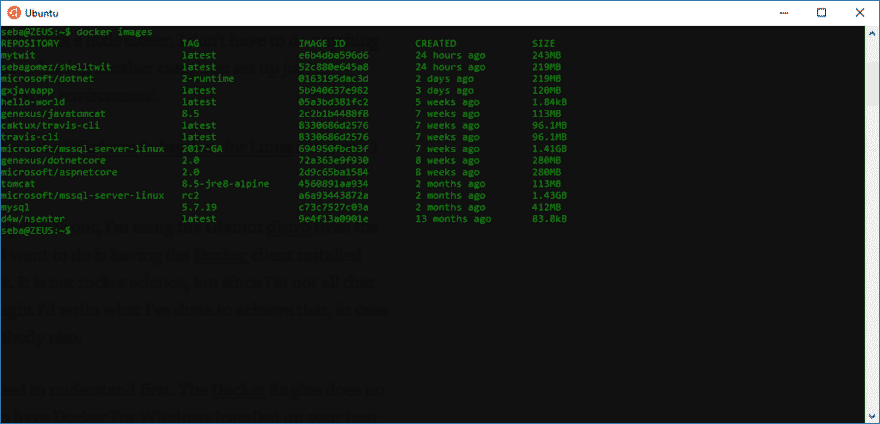 Ubuntu
seba@ZEUS:~$ docker images
REPOSITORY TAG IMAGE ID CREATED SIZE
mytwit latest e6b4dba596d6 24 hours ago 243MB
sebagomez/shelltwit latest 52c880e645a8 24 hours ago 219MB
microsoft/dotnet 2-runtime 0163195dac3d 2 days ago 219MB
gxjavaapp latest 5b940637e982 3 days ago 120MB
hello-world latest 05a3bd381fc2 5 weeks ago 1.84kB
genexus/javatomcat 8.5 2c2b1b4488f8 7 weeks ago 113MB
caktux/travis-cli latest 8330686d2576 7 weeks ago 96.1MB
travis-cli latest 8330686d2576 7 weeks ago 96.1MB
microsoft/mssql-server-linux 2017-GA 694950fbcb3f 7 weeks ago 1.41GB
genexus/dotnetcore 2.0 72a363e9f930 8 weeks ago 280MB
microsoft/aspnetcore 2.0 2d9c65ba1584 8 weeks ago 280MB
tomcat 8.5-jre8-alpine 4560891aa934 2 months ago 113MB
microsoft/mssql-server-linux rc2 a6a93443872a 2 months ago 1.43GB
mysql 5.7.19 c73c7527c03a 2 months ago 412MB
d4w/nsenter latest 9e4f13a0901e 13 months ago 83.8kB
seba@ZEUS:~$